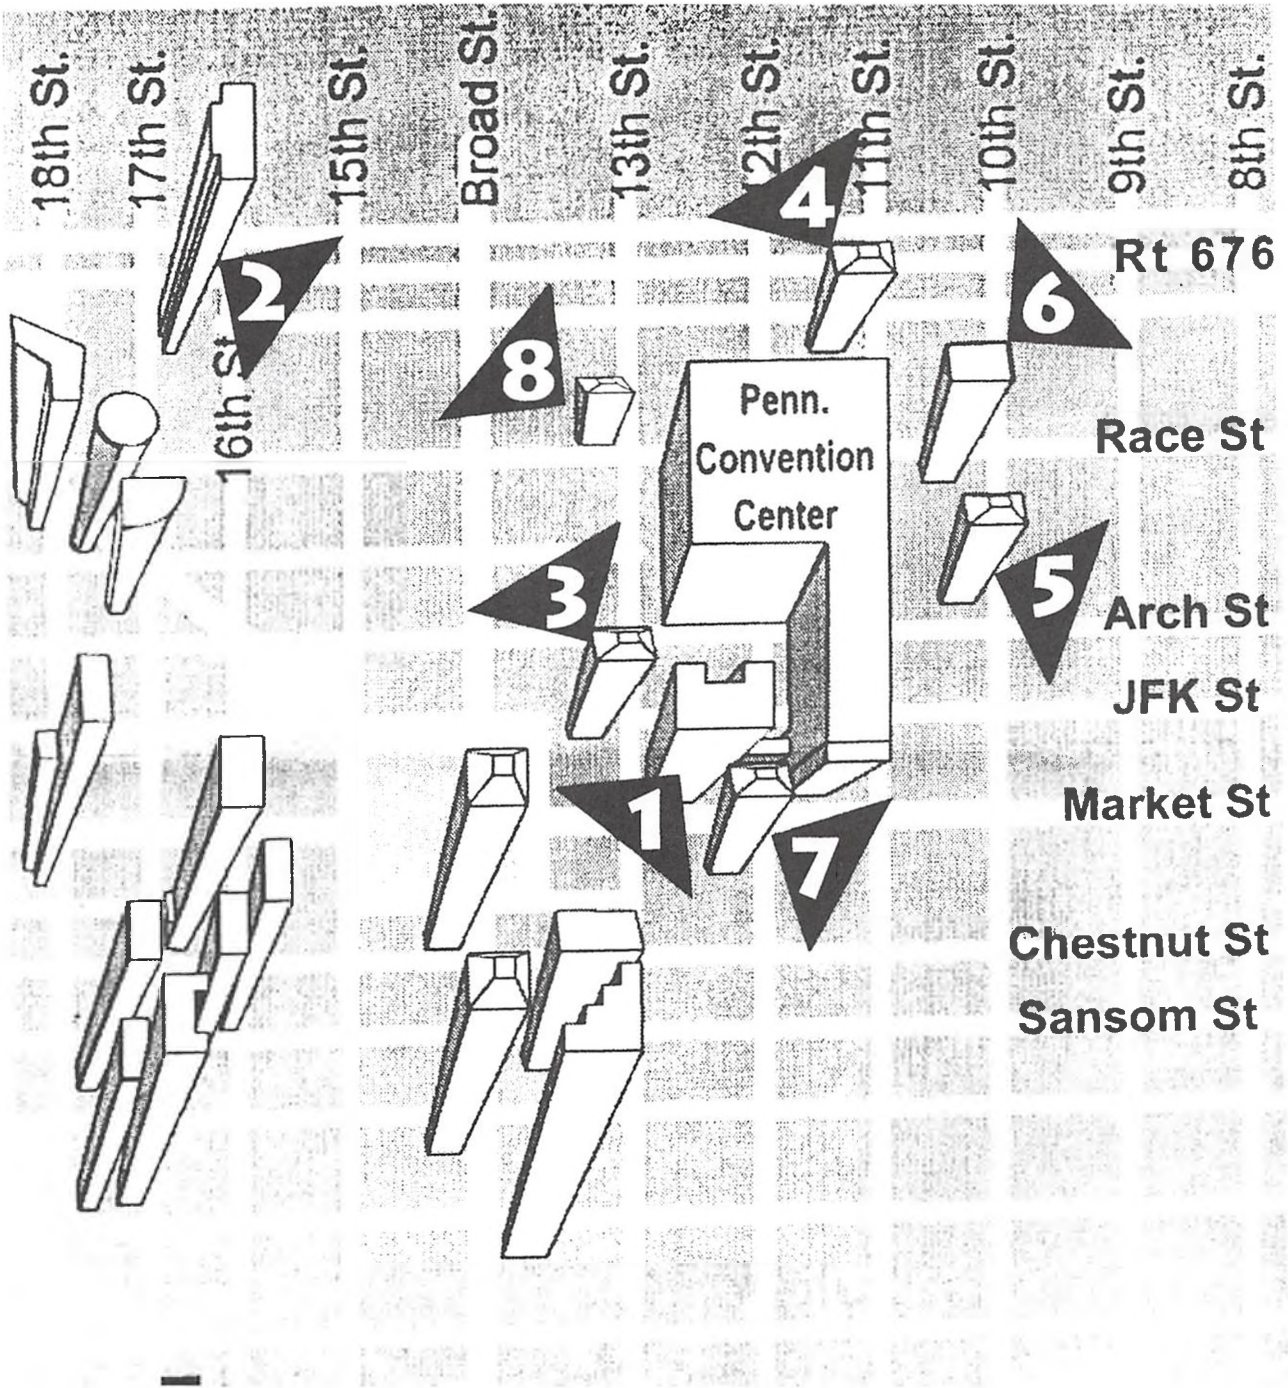 18th St.
17th St.
16th St
15th St.
Broad St.
13th St.
12th St.
11th St.
10th St.
9th St.
8th St.
4
Rt 676
2
6
8
Penn.
Convention
Center
Race St
3
5
Arch St
JFK St
1
7
Market St
Chestnut St
Sansom St